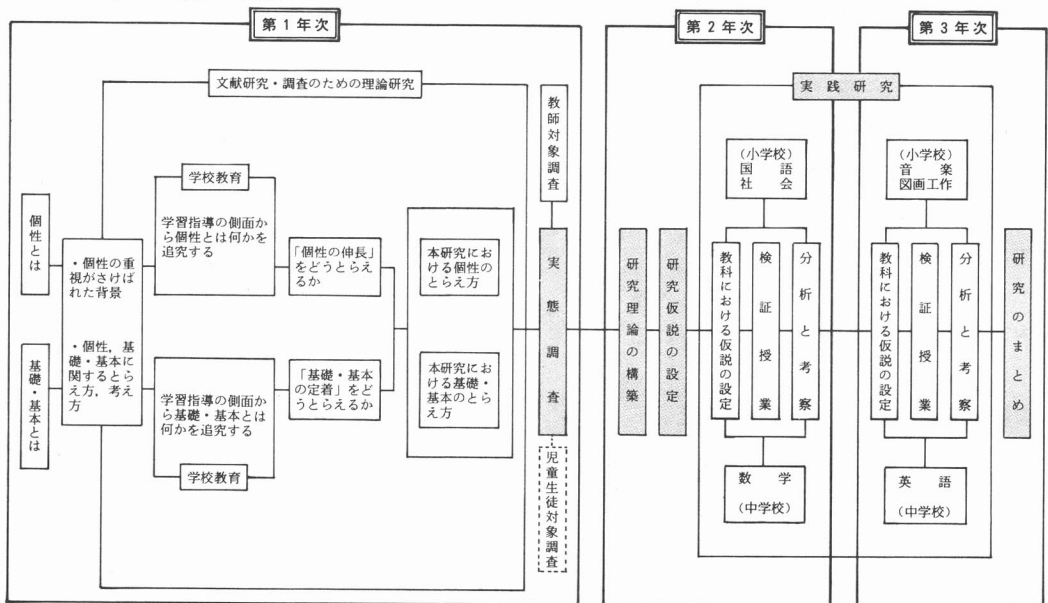 第1年次
文献研究・調査のための理論研究
個性とは
基礎・基本とは
・個性の重
視がさけば
れた背景
・個性，基
礎・基本に
関するとら
え方，考え
方
学校教育
学習指導の側面か
ら個性とは何かを
追究する
学習指導の側面か
ら基礎・基本とは
何かを追究する
学校教育
「個性の伸長」
をどうとらえ
るか
「基礎・基本
の定着」をど
うとらえるか
本研究にお
ける個性の
とらえ方
本研究にお
ける基礎・
基本のとら
え方
教師対象調査
実態調査
児童生徒対象調査
第2年次
研究理論の構築
研究仮説の設定
実践研究
(小学校)
国語
社会
教科における仮説の設定
検証授業
分析と考察
数学
(中学校)
第3年次
(小学校)
音楽
図画工作
教科における仮説の設定
検証授業
分析と考察
英語
(中学校)
研究のまとめ